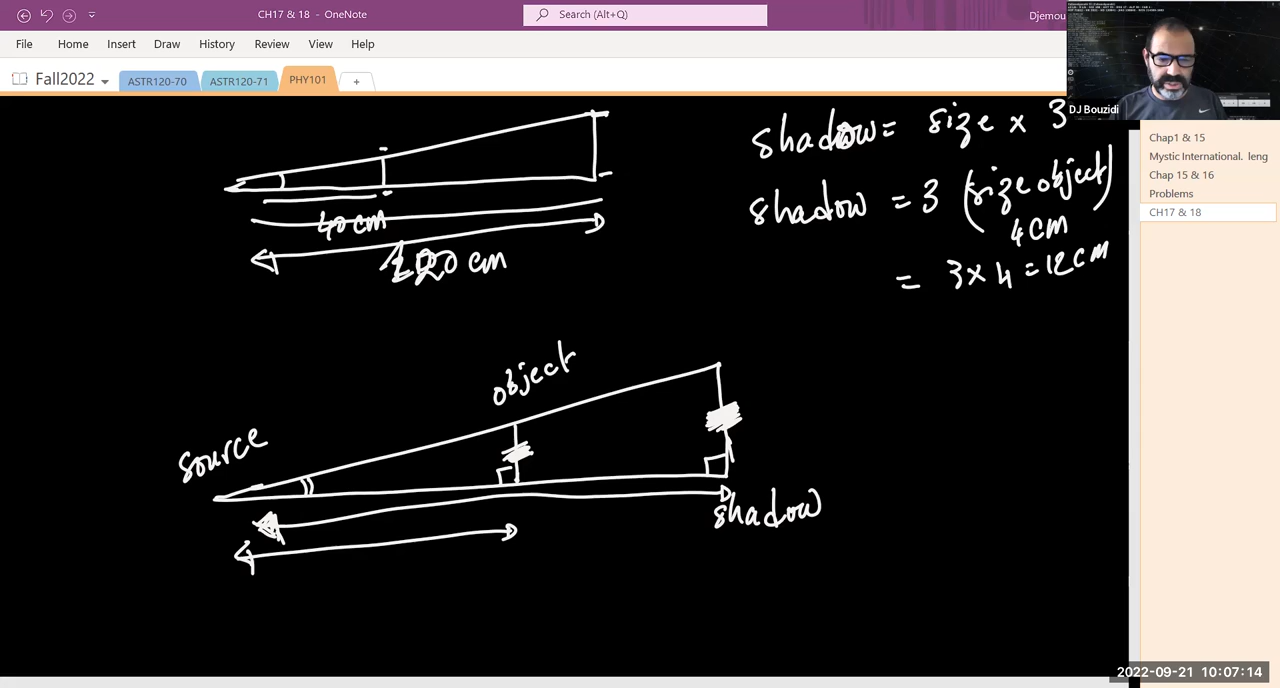 CH17 & 18 - OneNote
Search (Alt+Q)
Djemou
File Home Insert Draw History Review View Help
Fall2022 ASTR120-70 ASTR120-71 PHY101 +
DJ Bouzidi
Chap1 & 15
Mystic International. leng
Chap 15 & 16
Problems
CH17 & 18
shadow = size x 3
shadow = 3 (size object)
4cm
= 3 x 4 = 12cm
40cm
cm
object
source
shadow
2022-09-21 10:07:14